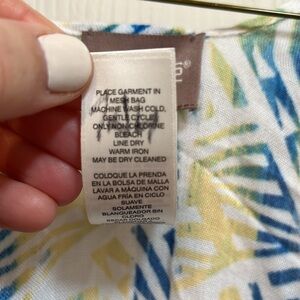 PLACE GARMENT IN
MESH BAG
MACHINE WASH COLD,
GENTLE CYCLE
ONLY NON-CHLORINE
BLEACH
LINE DRY
WARM IRON
MAY BE DRY CLEANED
COLOQUE LA PRENDA
EN LA BOLSA DE MALLA
LAVAR A MÁQUINA CON
AGUA FRÍA EN CICLO
SUAVE
SOLAMENTE
BLANQUEADOR SIN
CLORO